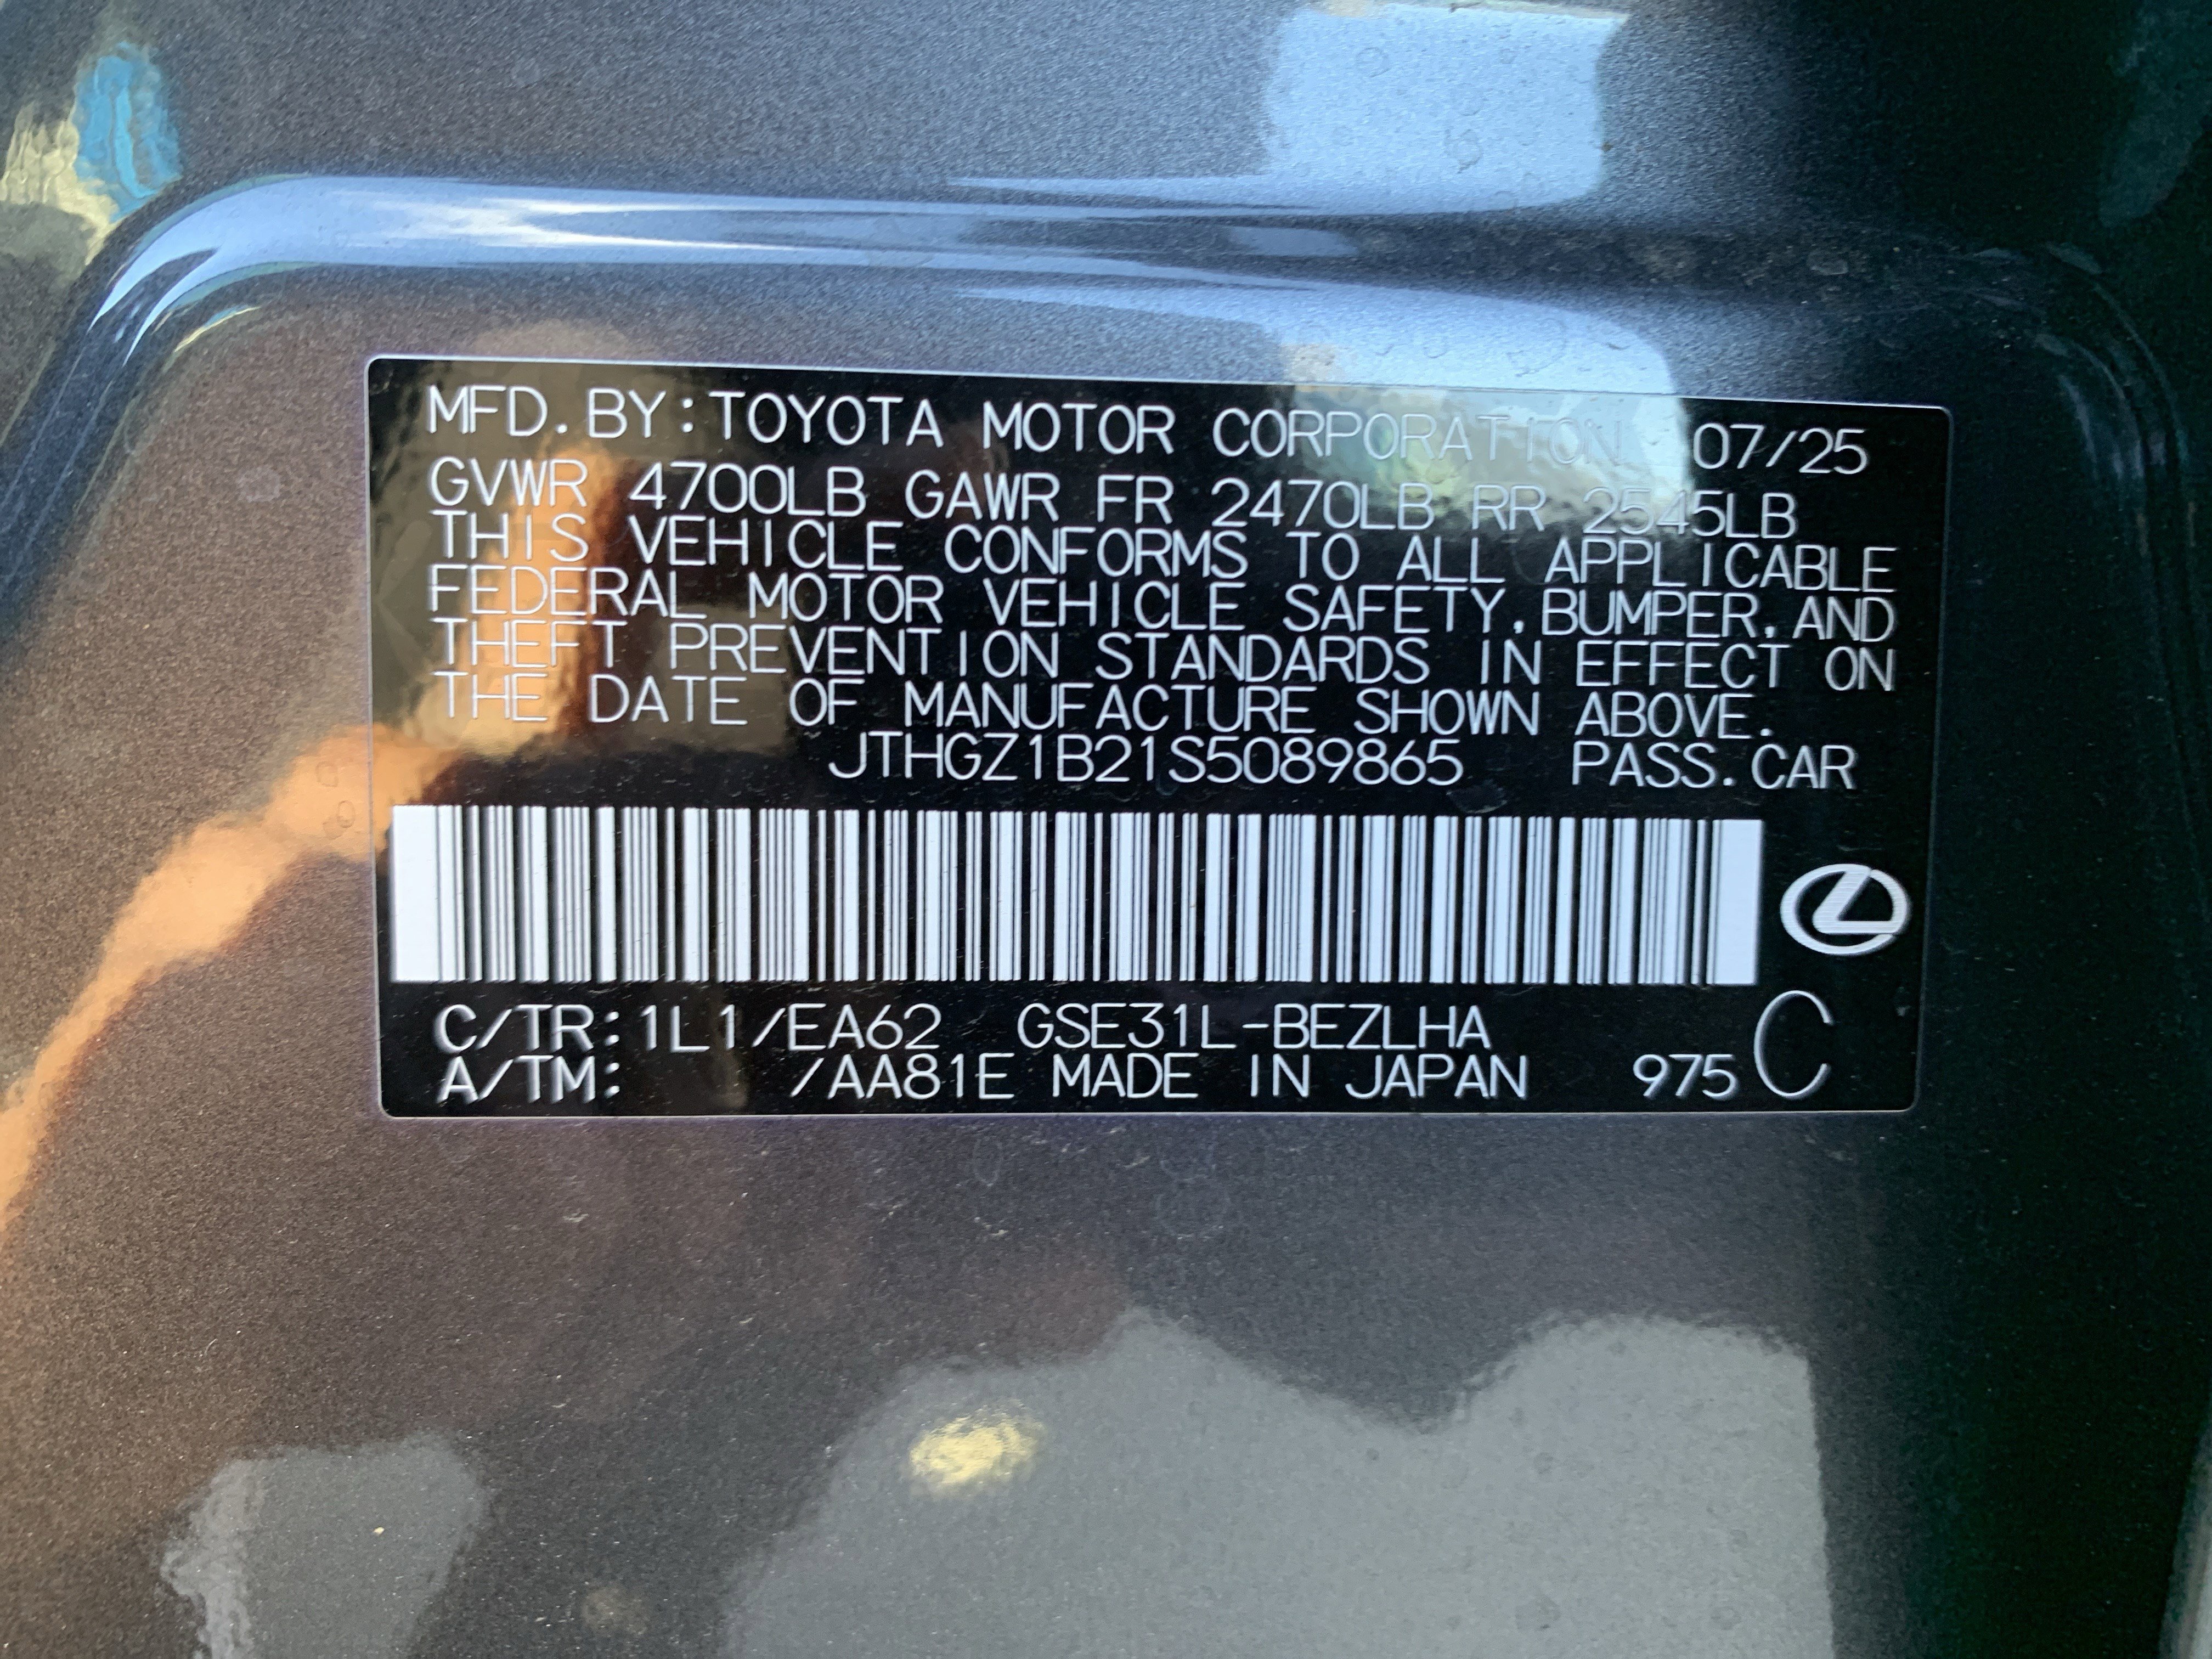 MFD.BY:TOYOTA MOTOR CORPORATION 07/25
GVWR 4700LB GAWR FR 2470LB RR 2545LB
THIS VEHICLE CONFORMS TO ALL APPLICABLE
FEDERAL MOTOR VEHICLE SAFETY,BUMPER,AND
THEFT PREVENTION STANDARDS IN EFFECT ON
THE DATE OF MANUFACTURE SHOWN ABOVE.
JTHGZ1B21S5089865 PASS.CAR
C/TR:1L1/EA62 GSE31L-BEZLHA
A/TM: /AA81E MADE IN JAPAN 975 C